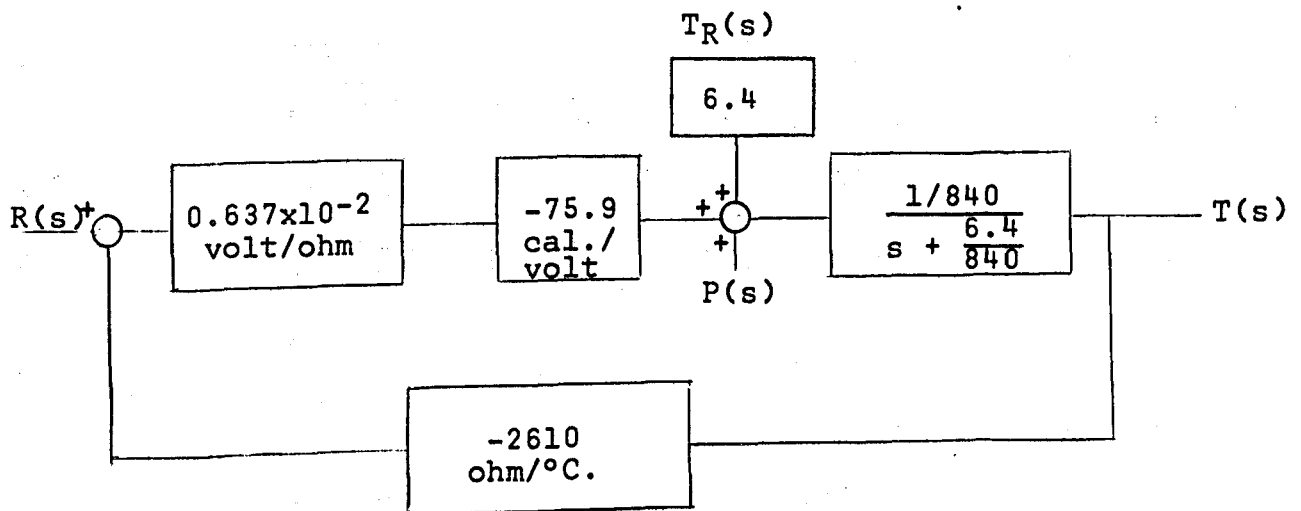 T_R(s)
6.4
R(s) +
0.637x10^-2
volt/ohm
-75.9
cal./
volt
+
+
+
P(s)
1/840
s + 6.4/840
T(s)
-2610
ohm/°C.